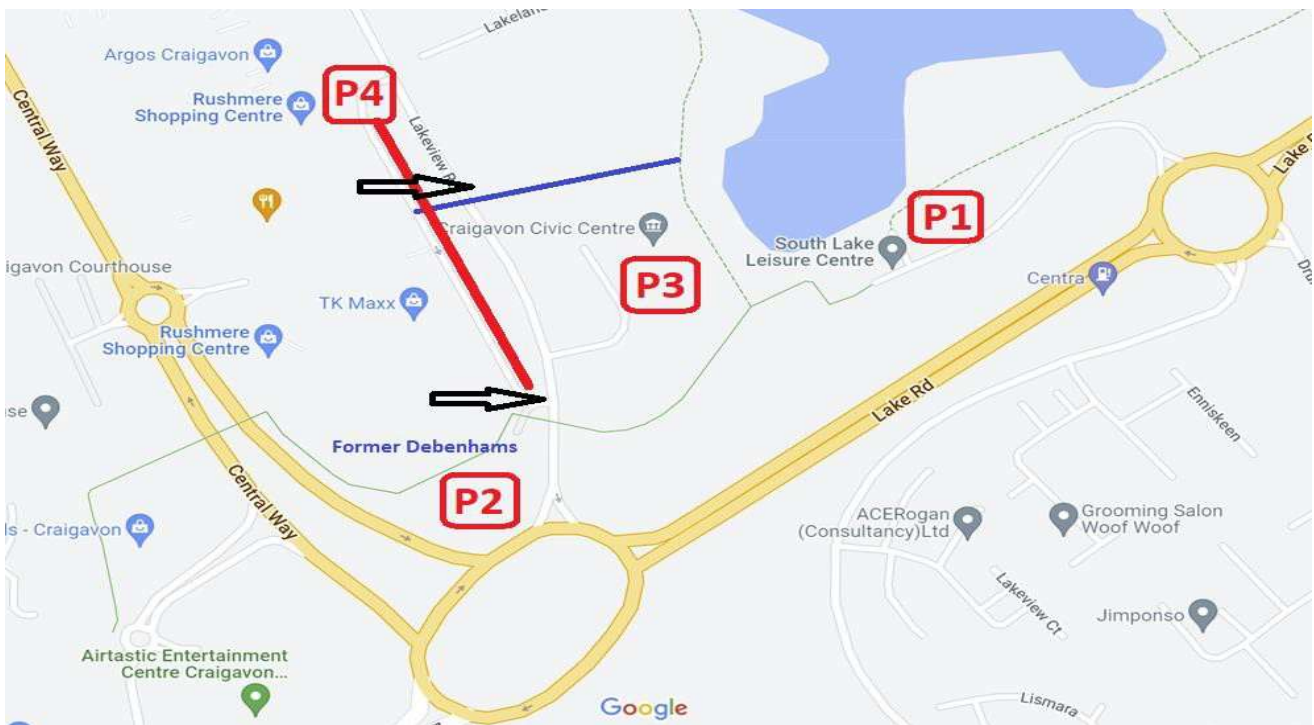 Argos Craigavon
Rushmere
Shopping Centre
P4
Central Way
Lakeview R
Craigavon Civic Centre
P3
P1
South Lake
Leisure Centre
Centra
igavon Courthouse
TK Maxx
Rushmere
Shopping Centre
Lake Rd
Enniskeen
Former Debenhams
P2
Central Way
ACERogan
(Consultancy)Ltd
Grooming Salon
Woof Woof
ls - Craigavon
Lakeview Ct
Jimponso
Airtastic Entertainment
Centre Craigavon...
Google
Lismara